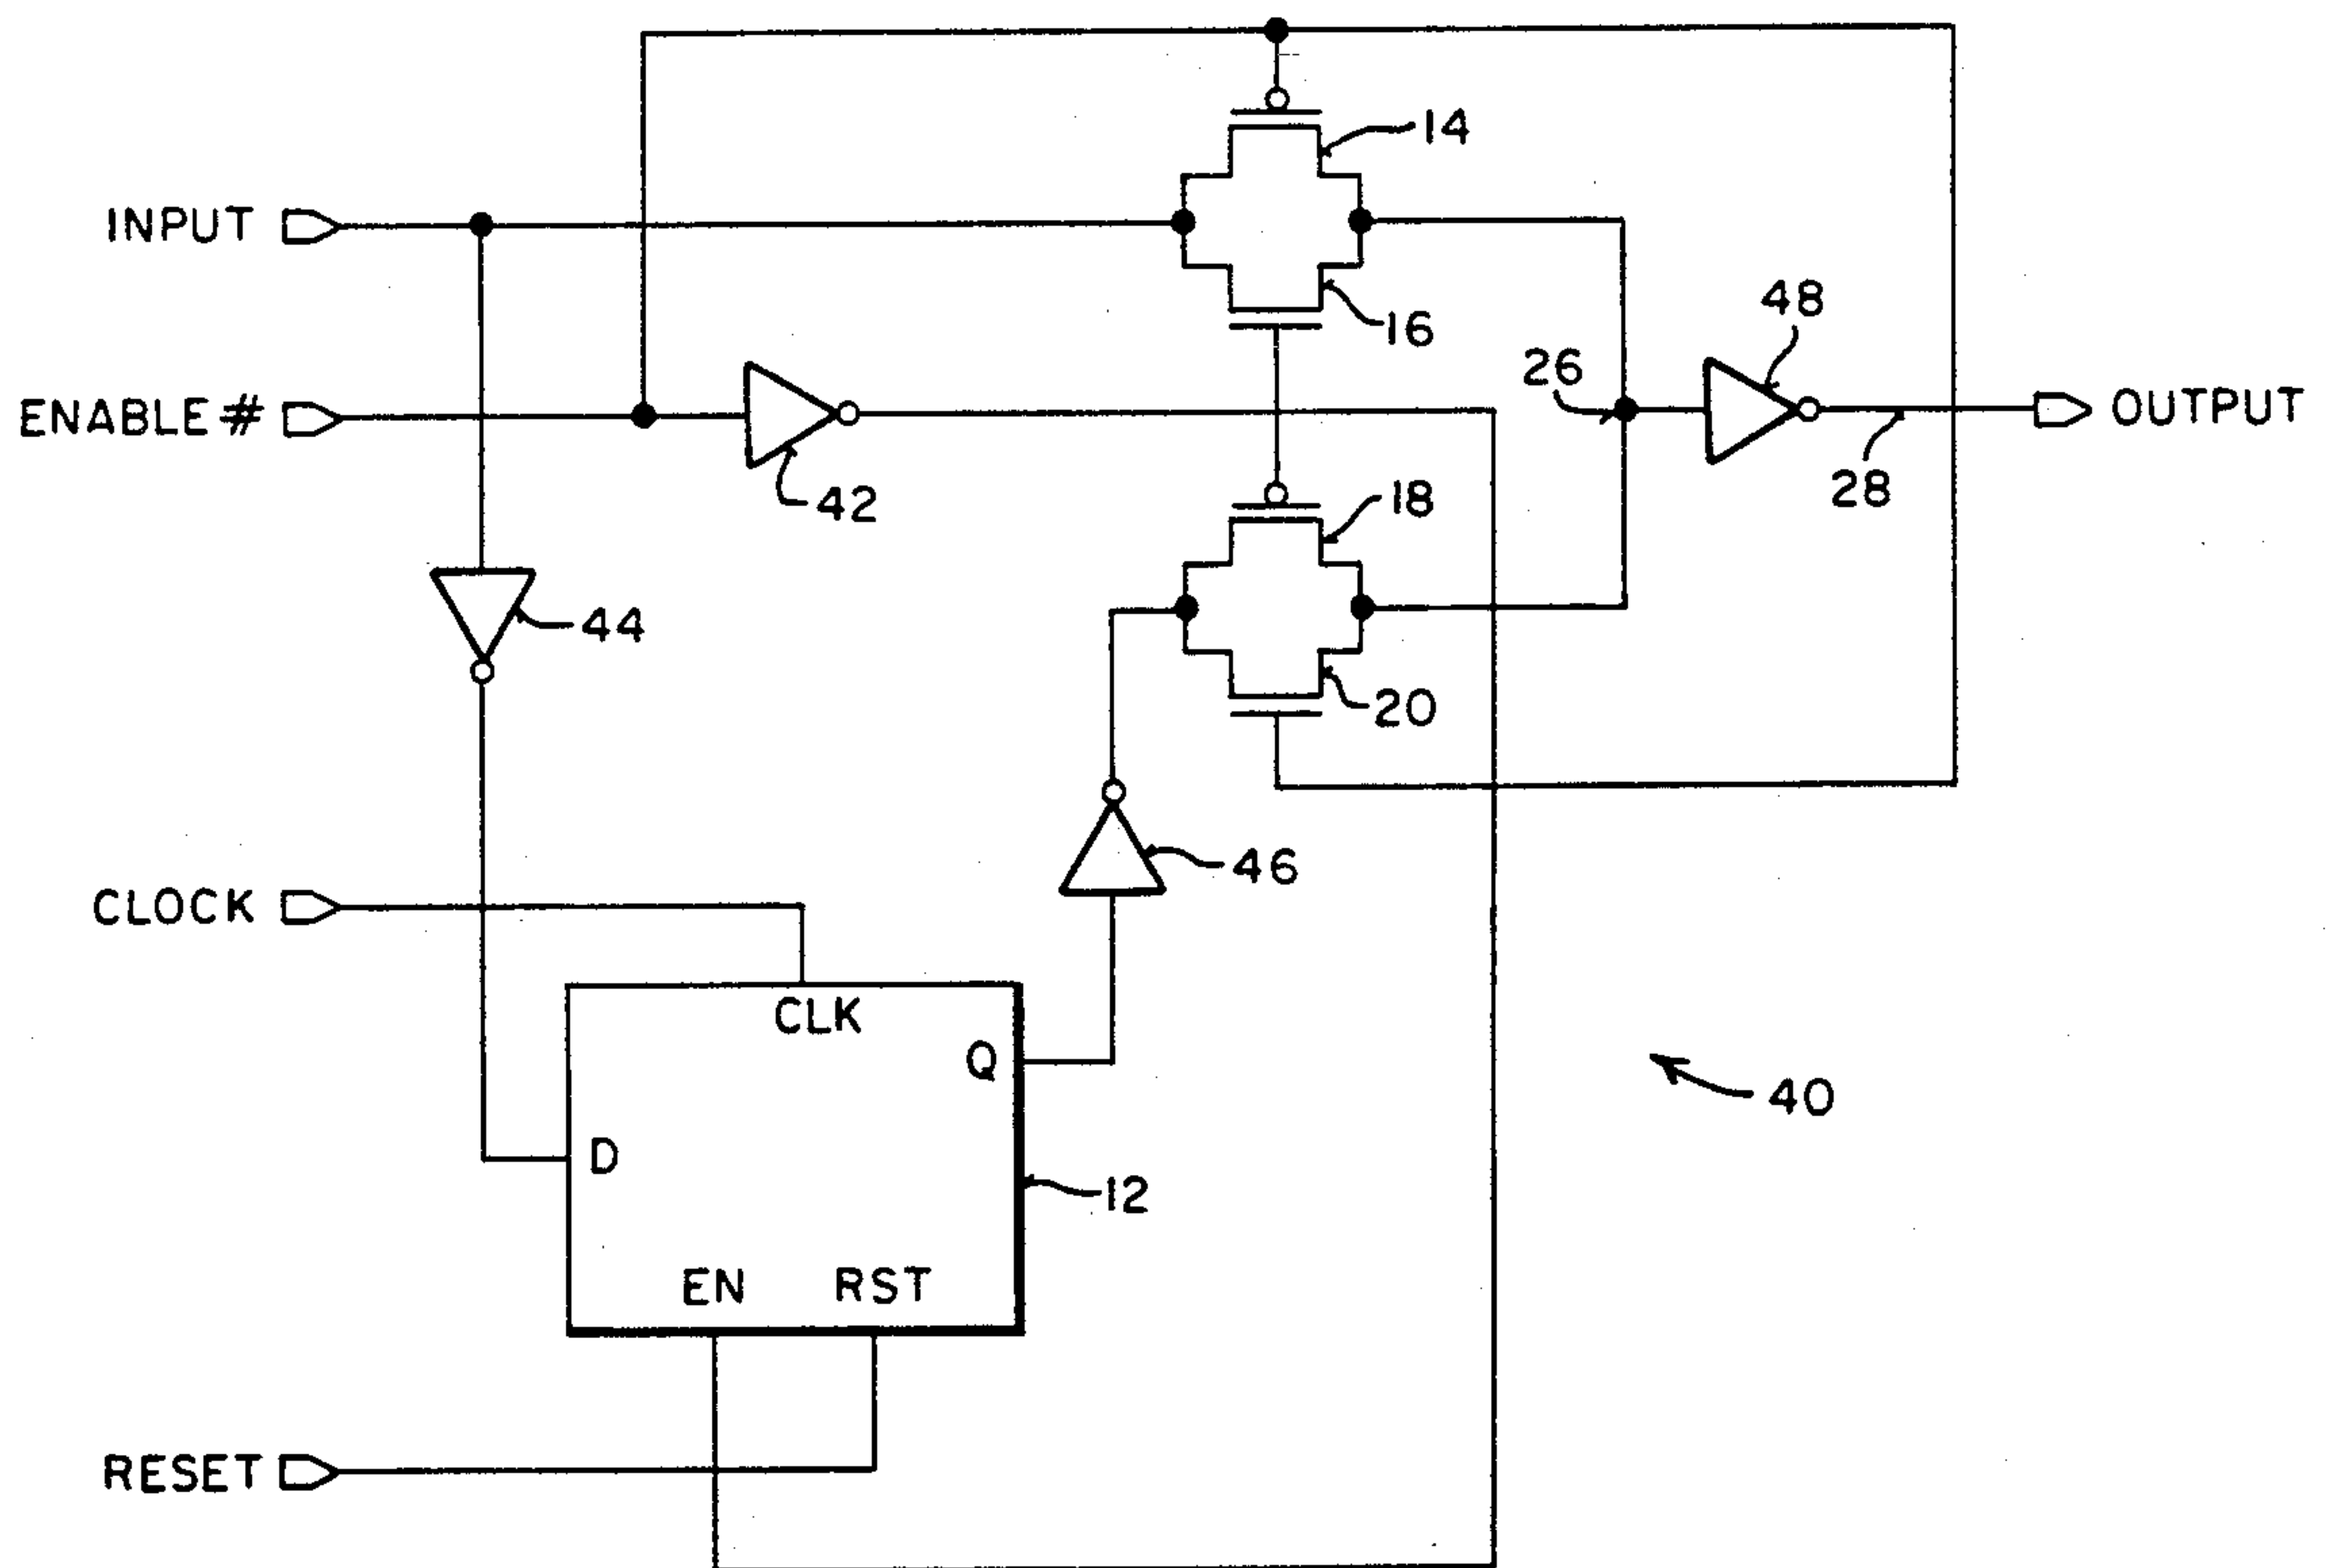 14
INPUT
16
48
26
ENABLE #
OUTPUT
42
28
18
44
20
46
CLOCK
CLK
Q
40
D
12
EN
RST
RESET